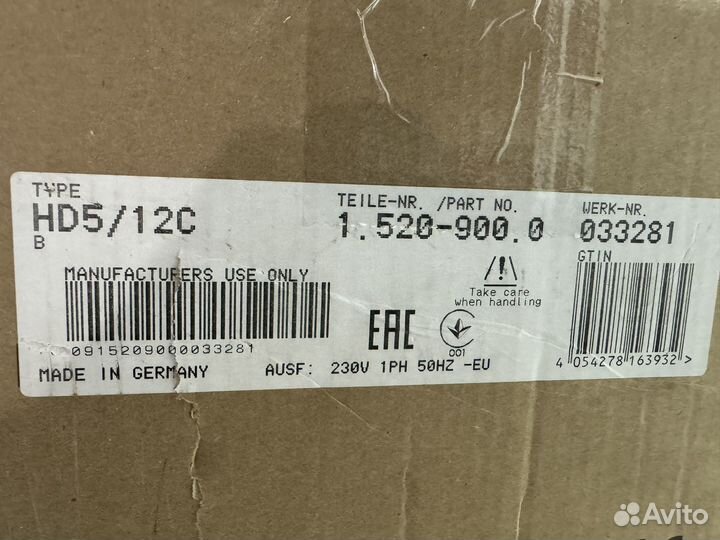 TYPE
HD5/12C
B
TEILE-NR. /PART NO.
1.520-900.0
WERK-NR.
033281
MANUFACTURERS USE ONLY
0915209000033281
Take care
when handling
EAC
001
GTIN
4 054278 163932 >
MADE IN GERMANY
AUSF: 230V 1PH 50HZ -EU
Avito